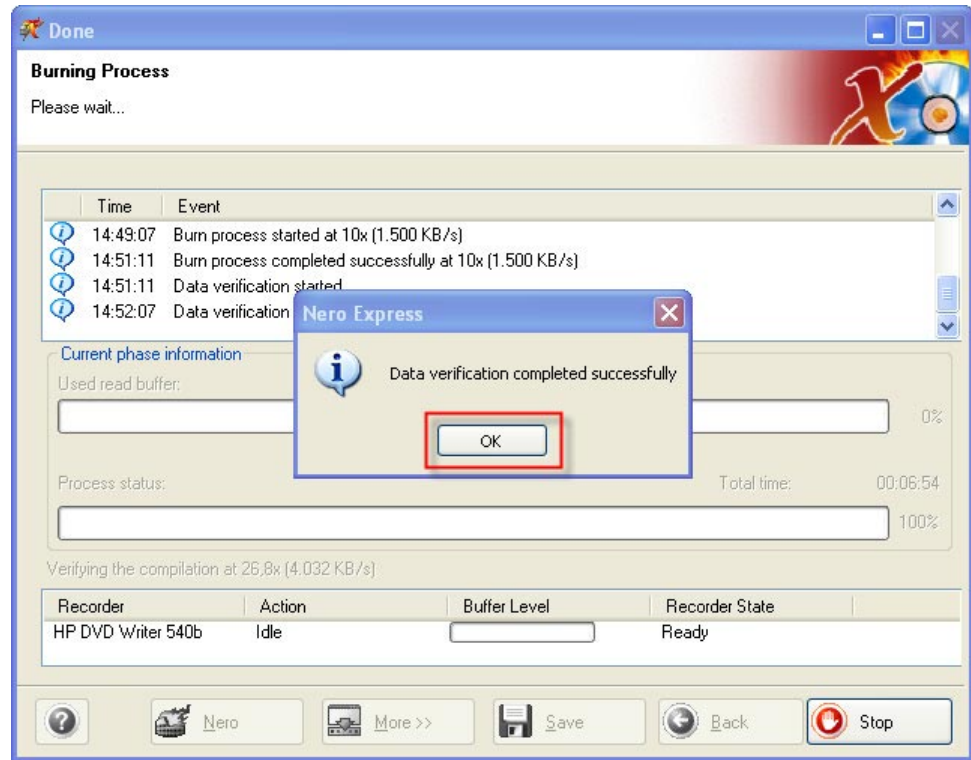 Done
Burning Process
Please wait...
Time Event
14:49:07 Burn process started at 10x (1.500 KB/s)
14:51:11 Burn process completed successfully at 10x (1.500 KB/s)
14:51:11 Data verification started
14:52:07 Data verification
Nero Express
Data verification completed successfully
OK
Current phase information
Used read buffer:
0%
Process status: Total time: 00:06:54
100%
Verifying the compilation at 26,8x (4.032 KB/s)
Recorder Action Buffer Level Recorder State
HP DVD Writer 540b Idle Ready
Nero More >> Save Back Stop